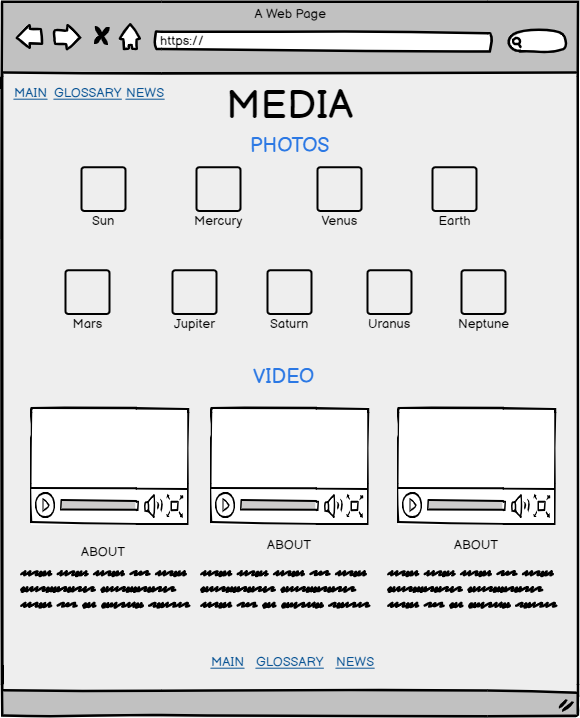 A Web Page
https://
MAIN GLOSSARY NEWS
MEDIA
PHOTOS
Sun Mercury Venus Earth
Mars Jupiter Saturn Uranus Neptune
VIDEO
ABOUT ABOUT ABOUT
MAIN GLOSSARY NEWS